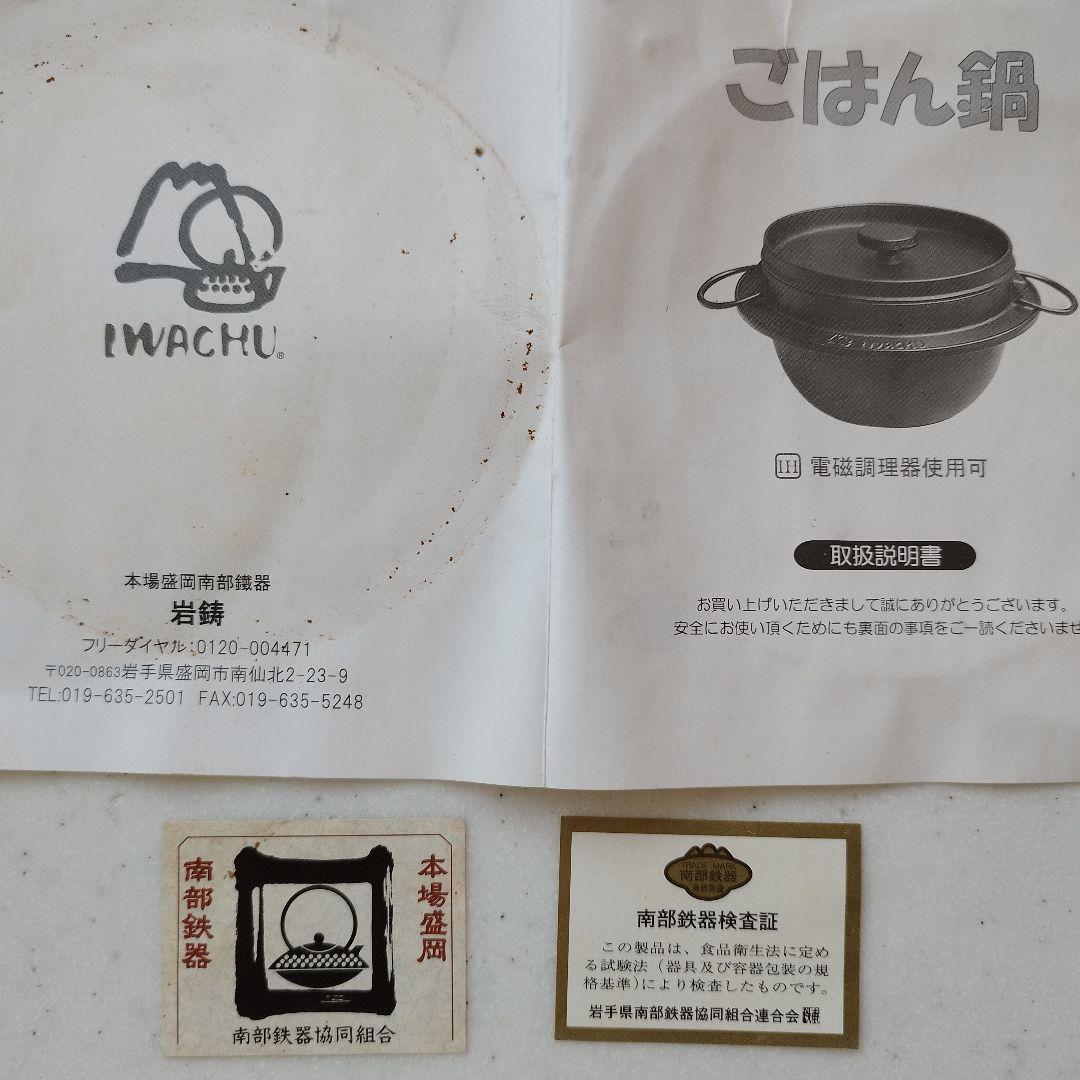 IWACHU®
本場盛岡南部鐵器
岩鋳
フリーダイヤル:0120-004471
〒020-0863岩手県盛岡市南仙北2-23-9
TEL:019-635-2501 FAX:019-635-5248
ごはん鍋
IWACHU
IH 電磁調理器使用可
取扱説明書
お買い上げいただきまして誠にありがとうございます。
安全にお使い頂くためにも裏面の事項をご一読くださいませ
本場盛岡
南部鉄器
南部鉄器協同組合
TRADE MARK
南部鉄器
南部鉄器検査証
この製品は、食品衛生法に定め
る試験法（器具及び容器包装の規
格基準）により検査したものです。
岩手県南部鉄器協同組合連合会